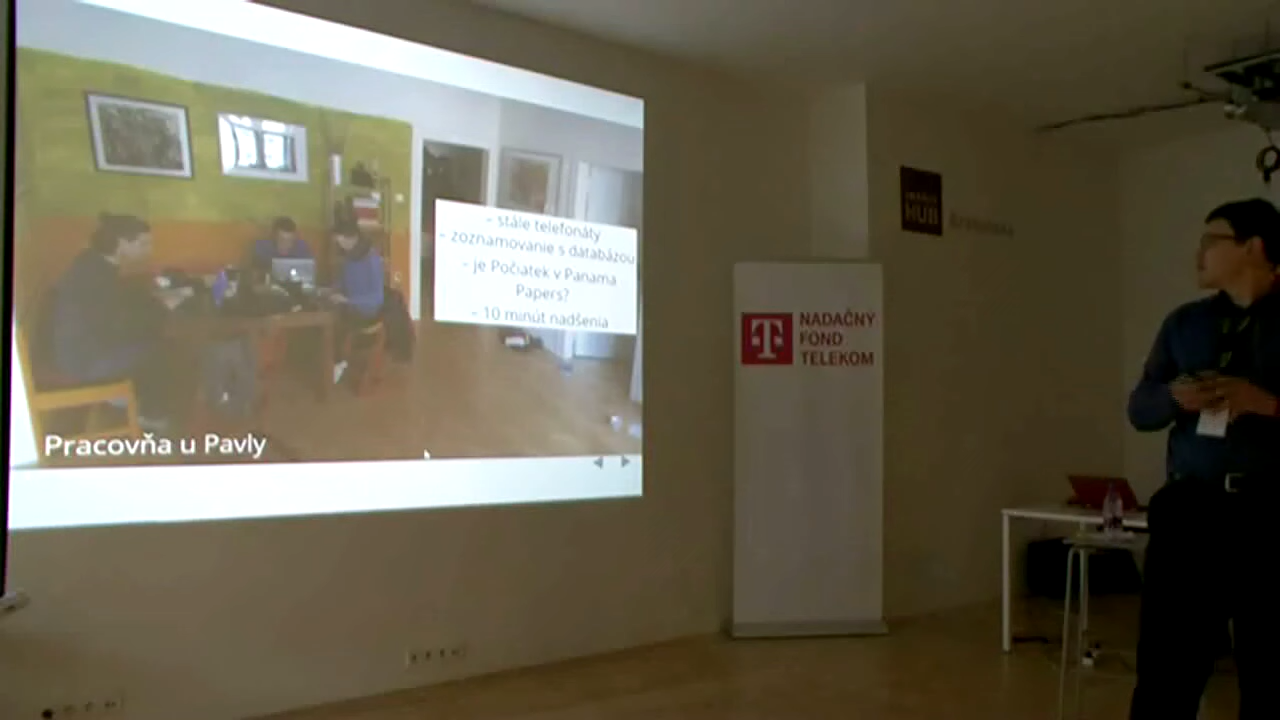 – stále telefonáty
– zoznamovanie s databázou
– je Počiatek v Panama
Papers?
– 10 minút nadšenia
Pracovňa u Pavly
T
NADAČNÝ
FOND
TELEKOM
HUB